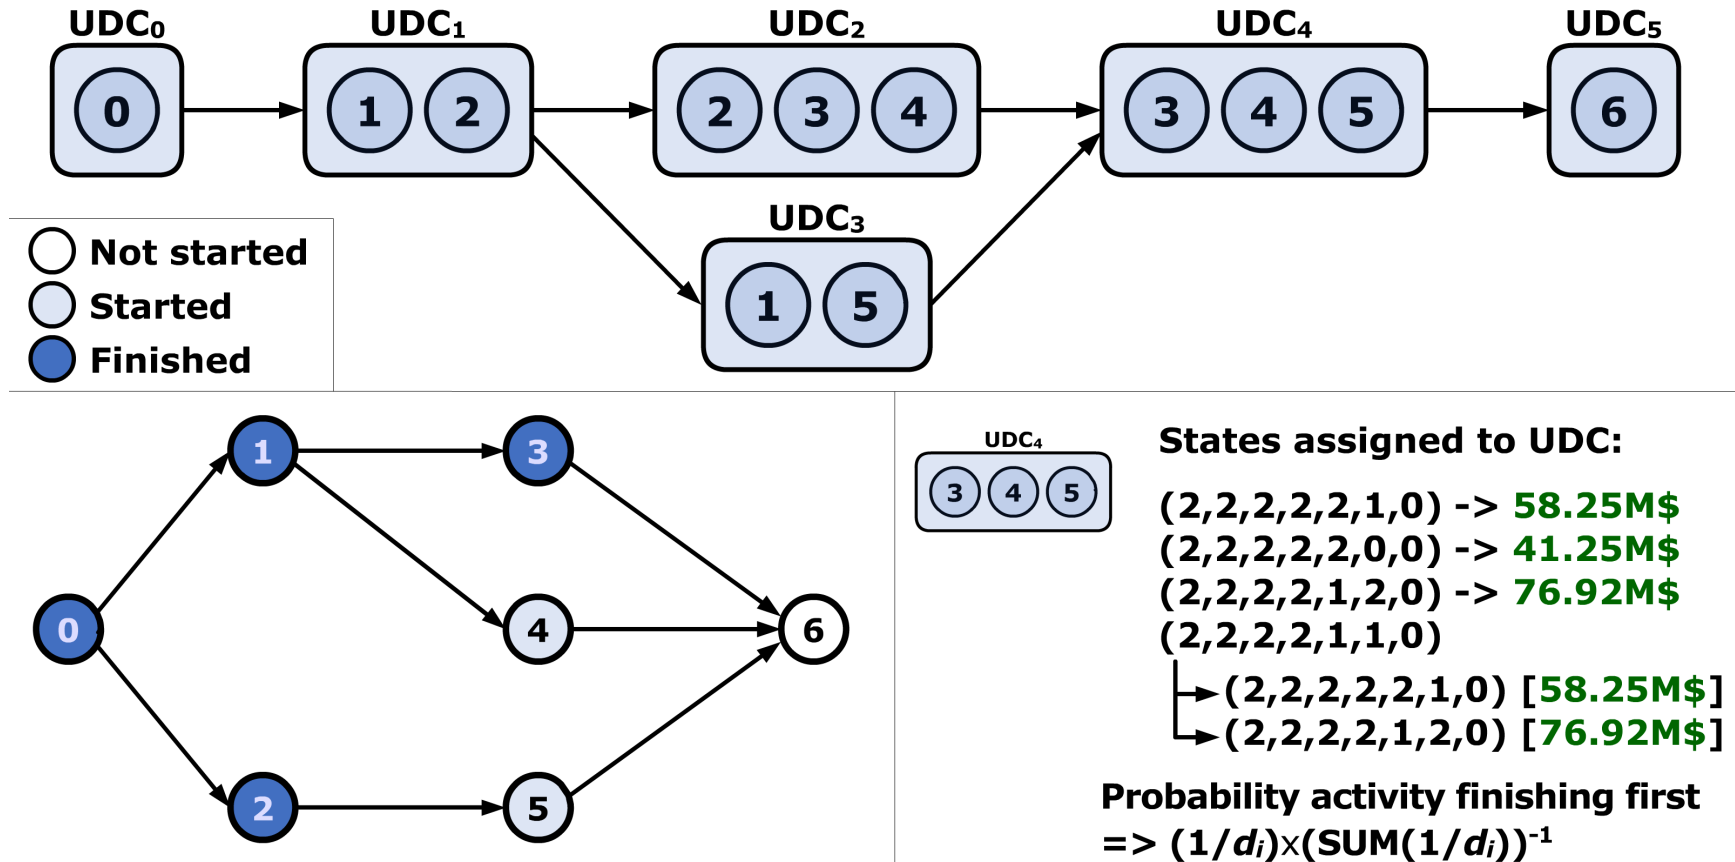 UDC₀ UDC₁ UDC₂ UDC₄ UDC₅
0 1 2 2 3 4 3 4 5 6
UDC₃
1 5
Not started
Started
Finished
1 3
0 4 6
2 5
UDC₄
3 4 5
States assigned to UDC:
(2,2,2,2,2,1,0) -> 58.25M$
(2,2,2,2,2,0,0) -> 41.25M$
(2,2,2,2,1,2,0) -> 76.92M$
(2,2,2,2,1,1,0)
(2,2,2,2,2,1,0) [58.25M$]
(2,2,2,2,1,2,0) [76.92M$]
Probability activity finishing first
=> (1/dᵢ)x(SUM(1/dᵢ))⁻¹